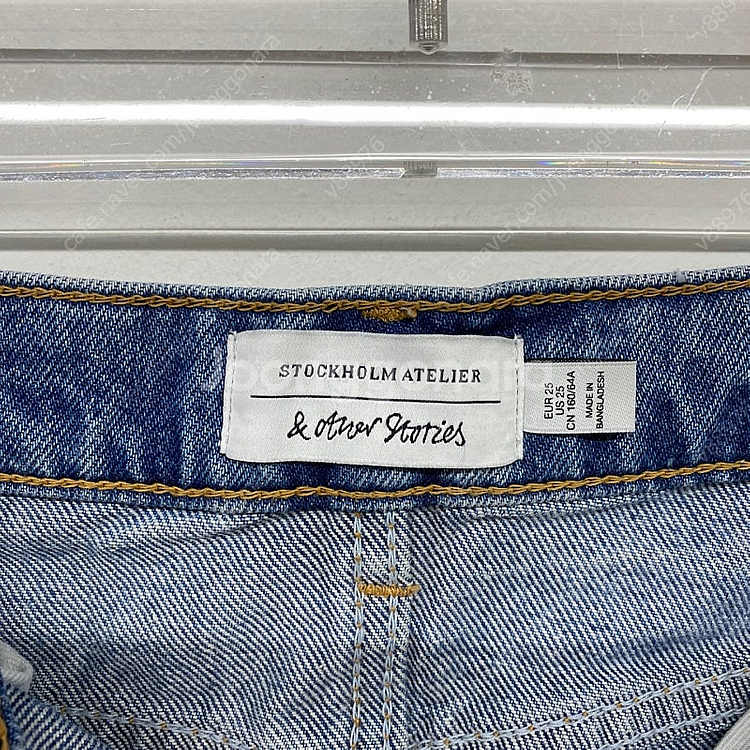 STOCKHOLM ATELIER
& other Stories
EUR 25
US 25
CN 160/64A
MADE IN
BANGLADESH